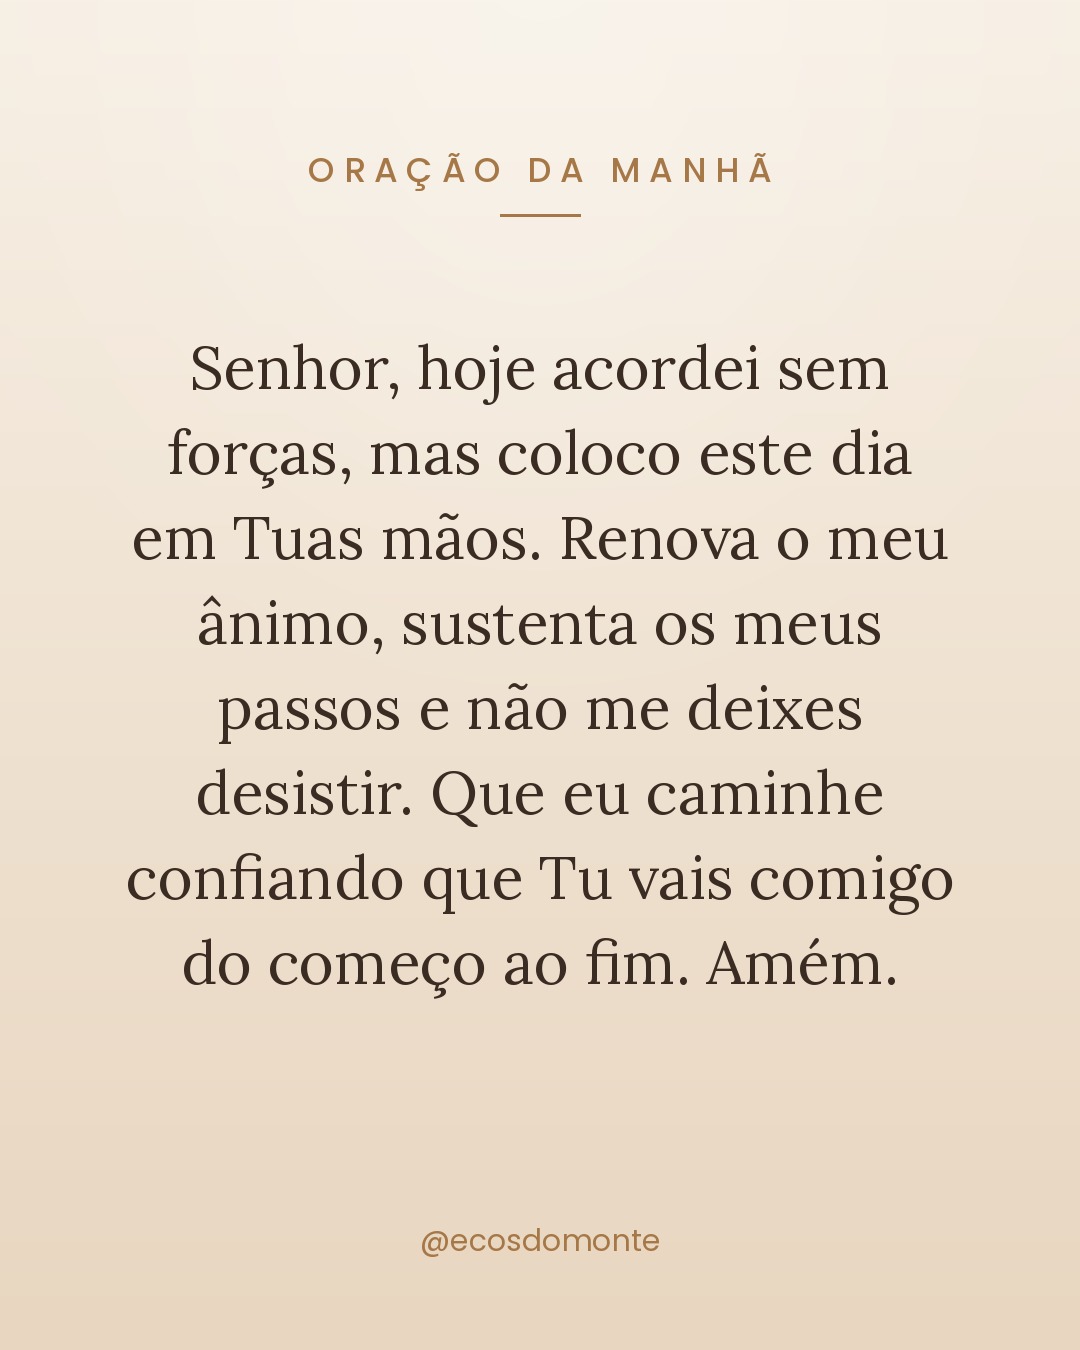 ORAÇÃO DA MANHÃ
Senhor, hoje acordei sem
forças, mas coloco este dia
em Tuas mãos. Renova o meu
ânimo, sustenta os meus
passos e não me deixes
desistir. Que eu caminhe
confiando que Tu vais comigo
do começo ao fim. Amém.
@ecosdomonte